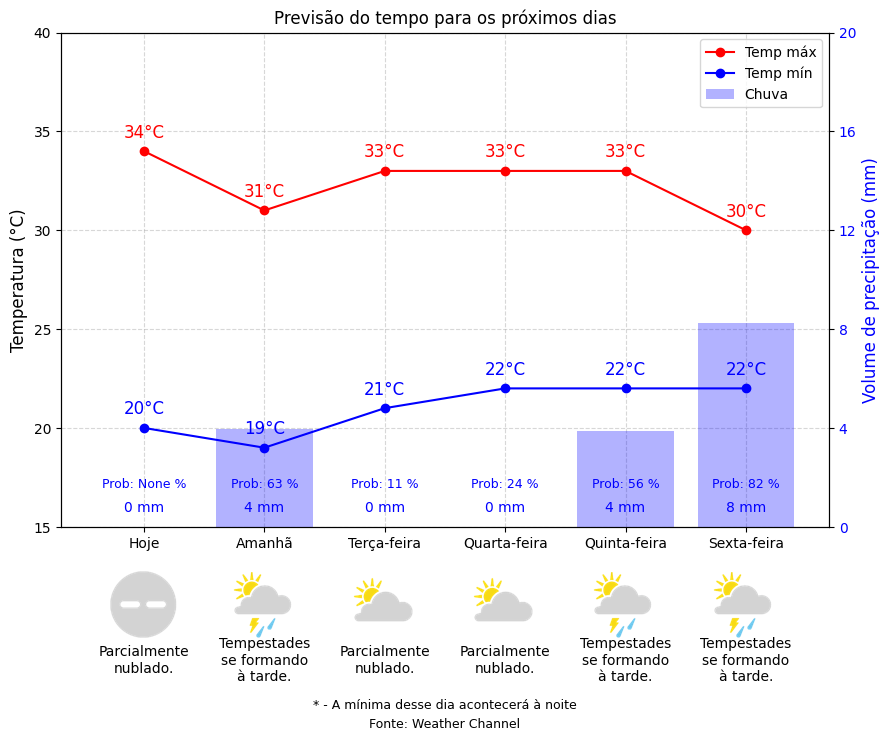 Previsão do tempo para os próximos dias
40
35
30
25
20
15
Temperatura (°C)
20
16
12
8
4
0
Volume de precipitação (mm)
Temp máx
Temp mín
Chuva
34°C
31°C
33°C
33°C
33°C
30°C
20°C
19°C
21°C
22°C
22°C
22°C
Prob: None %
Prob: 63 %
Prob: 11 %
Prob: 24 %
Prob: 56 %
Prob: 82 %
0 mm
4 mm
0 mm
0 mm
4 mm
8 mm
Hoje
Amanhã
Terça-feira
Quarta-feira
Quinta-feira
Sexta-feira
Parcialmente
nublado.
Tempestades
se formando
à tarde.
Parcialmente
nublado.
Parcialmente
nublado.
Tempestades
se formando
à tarde.
Tempestades
se formando
à tarde.
* - A mínima desse dia acontecerá à noite
Fonte: Weather Channel